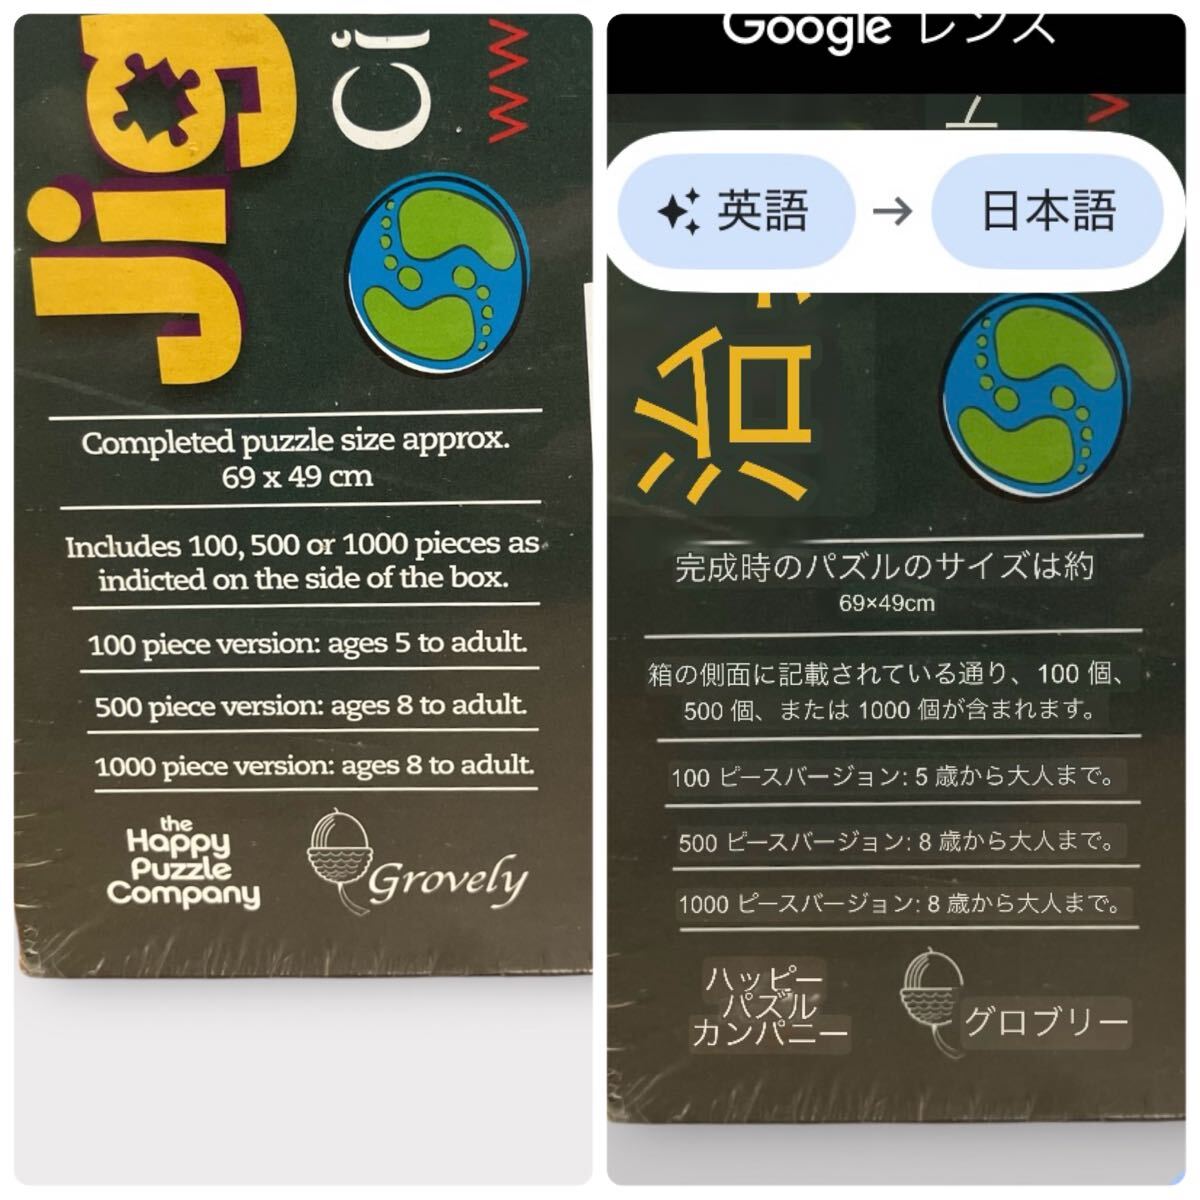 Jig
Ci
ww
Completed puzzle size approx.
69 x 49 cm
Includes 100, 500 or 1000 pieces as
indicted on the side of the box.
100 piece version: ages 5 to adult.
500 piece version: ages 8 to adult.
1000 piece version: ages 8 to adult.
the
Happy
Puzzle
Company
Grovely
Google レンズ
英語 → 日本語
治
完成時のパズルのサイズは約
69×49cm
箱の側面に記載されている通り、100 個、
500 個、または 1000 個が含まれます。
100 ピースバージョン: 5 歳から大人まで。
500 ピースバージョン: 8 歳から大人まで。
1000 ピースバージョン: 8 歳から大人まで。
ハッピー
パズル
カンパニー
グロブリー